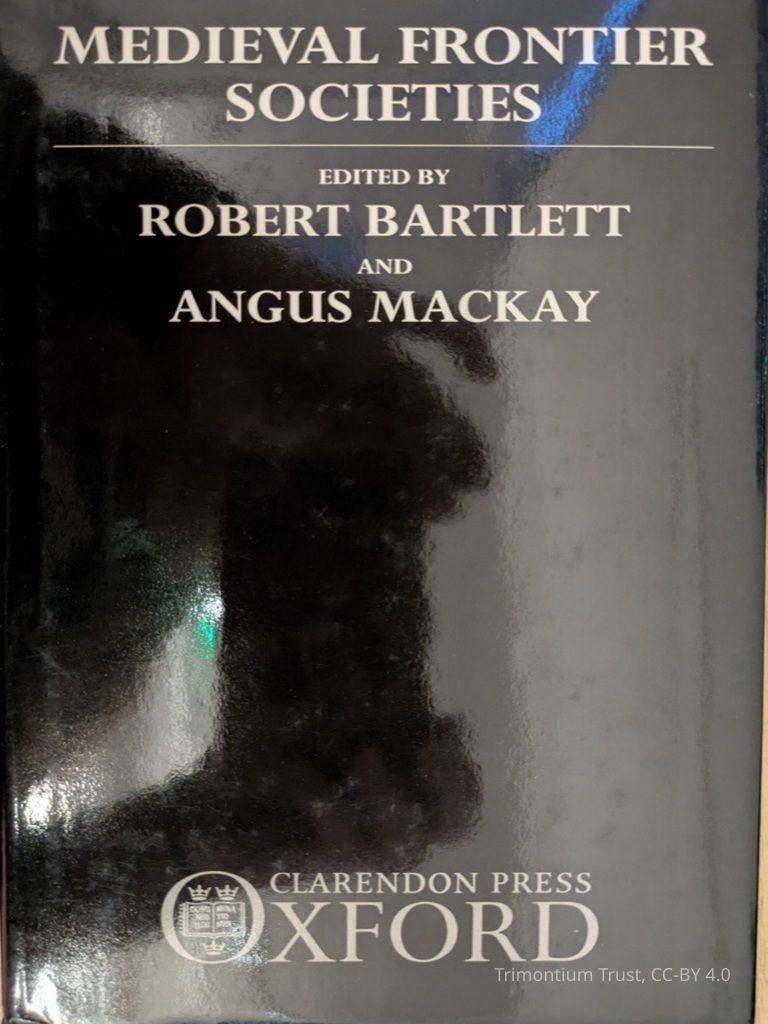 MEDIEVAL FRONTIER
SOCIETIES
EDITED BY
ROBERT BARTLETT
AND
ANGUS MACKAY
CLARENDON PRESS
OXFORD
Trimontium Trust, CC-BY 4.0